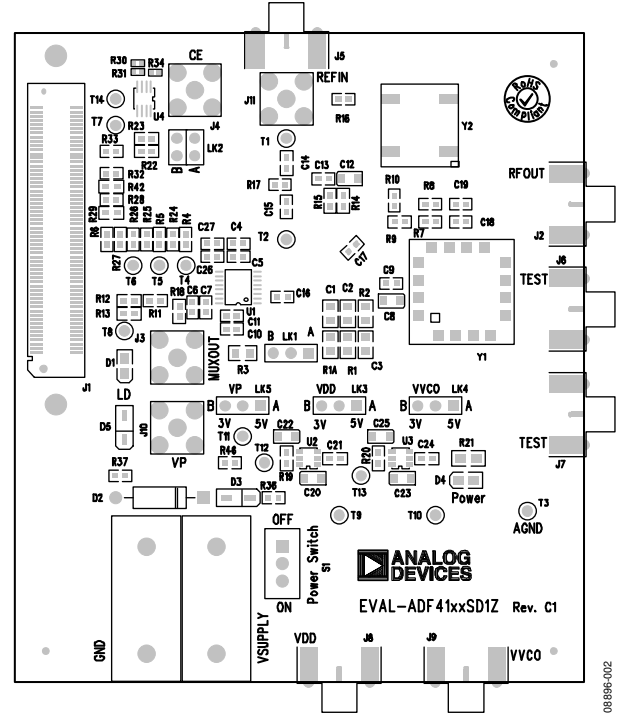 R30 R34
R31
CE
J5
REFIN
T14
U4
J4
J11
R16
T7
R23
LK2
T1
Y2
RoHS
Compliant
R33
R22
B A
C14
RFOUT
R32
R42
R28
R29
R17
C13 C12
R15 R14
R10
R8 C19
C15
R6 R27 R26 R25 R5 R24 R4
C27 C4
T2
R9
R7
C18
J2
J6
C26 C5
C17
TEST
T6 T5 T4
C9
R12
R13
R11
R18 C6 C7
U1
C16
C1 C2 R2
C8
C11
C10
T8
J3
MUXOUT
B LK1 A
Y1
D1
R3
R1A R1 C3
J1
LD
VP LK5
VDD LK3
VVCO LK4
B A
B A
B A
D5
J10
3V 5V
3V 5V
3V 5V
T11
C22
C25
TEST
T12
U2
C21
U3
C24
R21
VP
R46
R19
R20
J7
R37
D3
R36
C20
T13
C23
D4
Power
D2
T9
T10
T3
AGND
OFF
Power Switch
S1
ON
ANALOG
DEVICES
EVAL-ADF41xxSD1Z Rev. C1
GND
VSUPPLY
VDD
J8
J9
VVCO
08896-002